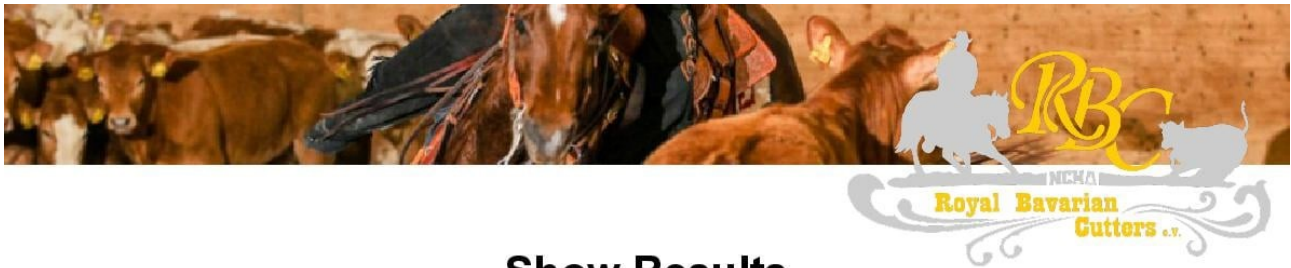 RBC
NCHA
Royal Bavarian
Cutters e.V.
Show Results